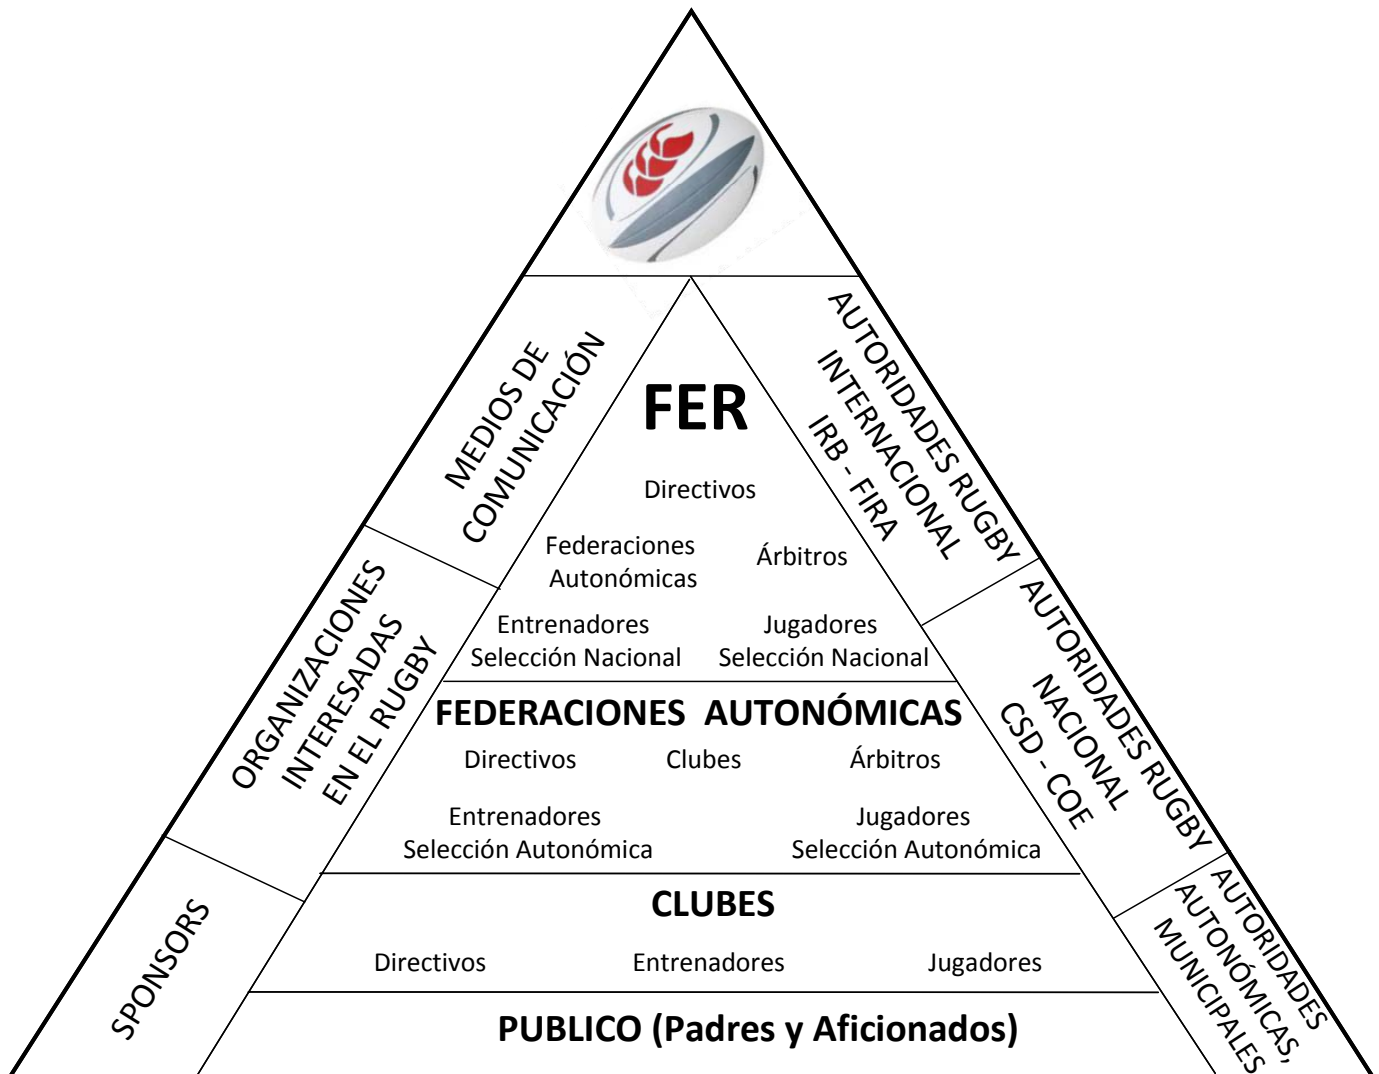 MEDIOS DE
COMUNICACIÓN
ORGANIZACIONES
INTERESADAS
EN EL RUGBY
SPONSORS
FER
Directivos
Federaciones
Autonómicas
Árbitros
Entrenadores
Selección Nacional
Jugadores
Selección Nacional
FEDERACIONES AUTONÓMICAS
Directivos
Clubes
Árbitros
Entrenadores
Selección Autonómica
Jugadores
Selección Autonómica
CLUBES
Directivos
Entrenadores
Jugadores
PUBLICO (Padres y Aficionados)
AUTORIDADES RUGBY
INTERNACIONAL
IRB - FIRA
AUTORIDADES RUGBY
NACIONAL
CSD - COE
AUTORIDADES
AUTONÓMICAS,
MUNICIPALES